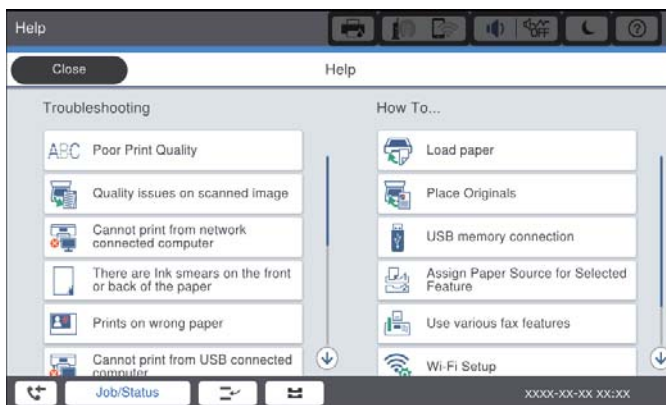 Help
OFF
Close
Help
Troubleshooting
How To...
ABC
Poor Print Quality
Load paper
Quality issues on scanned image
Place Originals
Cannot print from network
connected computer
USB memory connection
There are Ink smears on the front
or back of the paper
Assign Paper Source for Selected
Feature
Prints on wrong paper
Use various fax features
Cannot print from USB connected
computer
Wi-Fi Setup
Job/Status
XXXX-XX-XX XX:XX